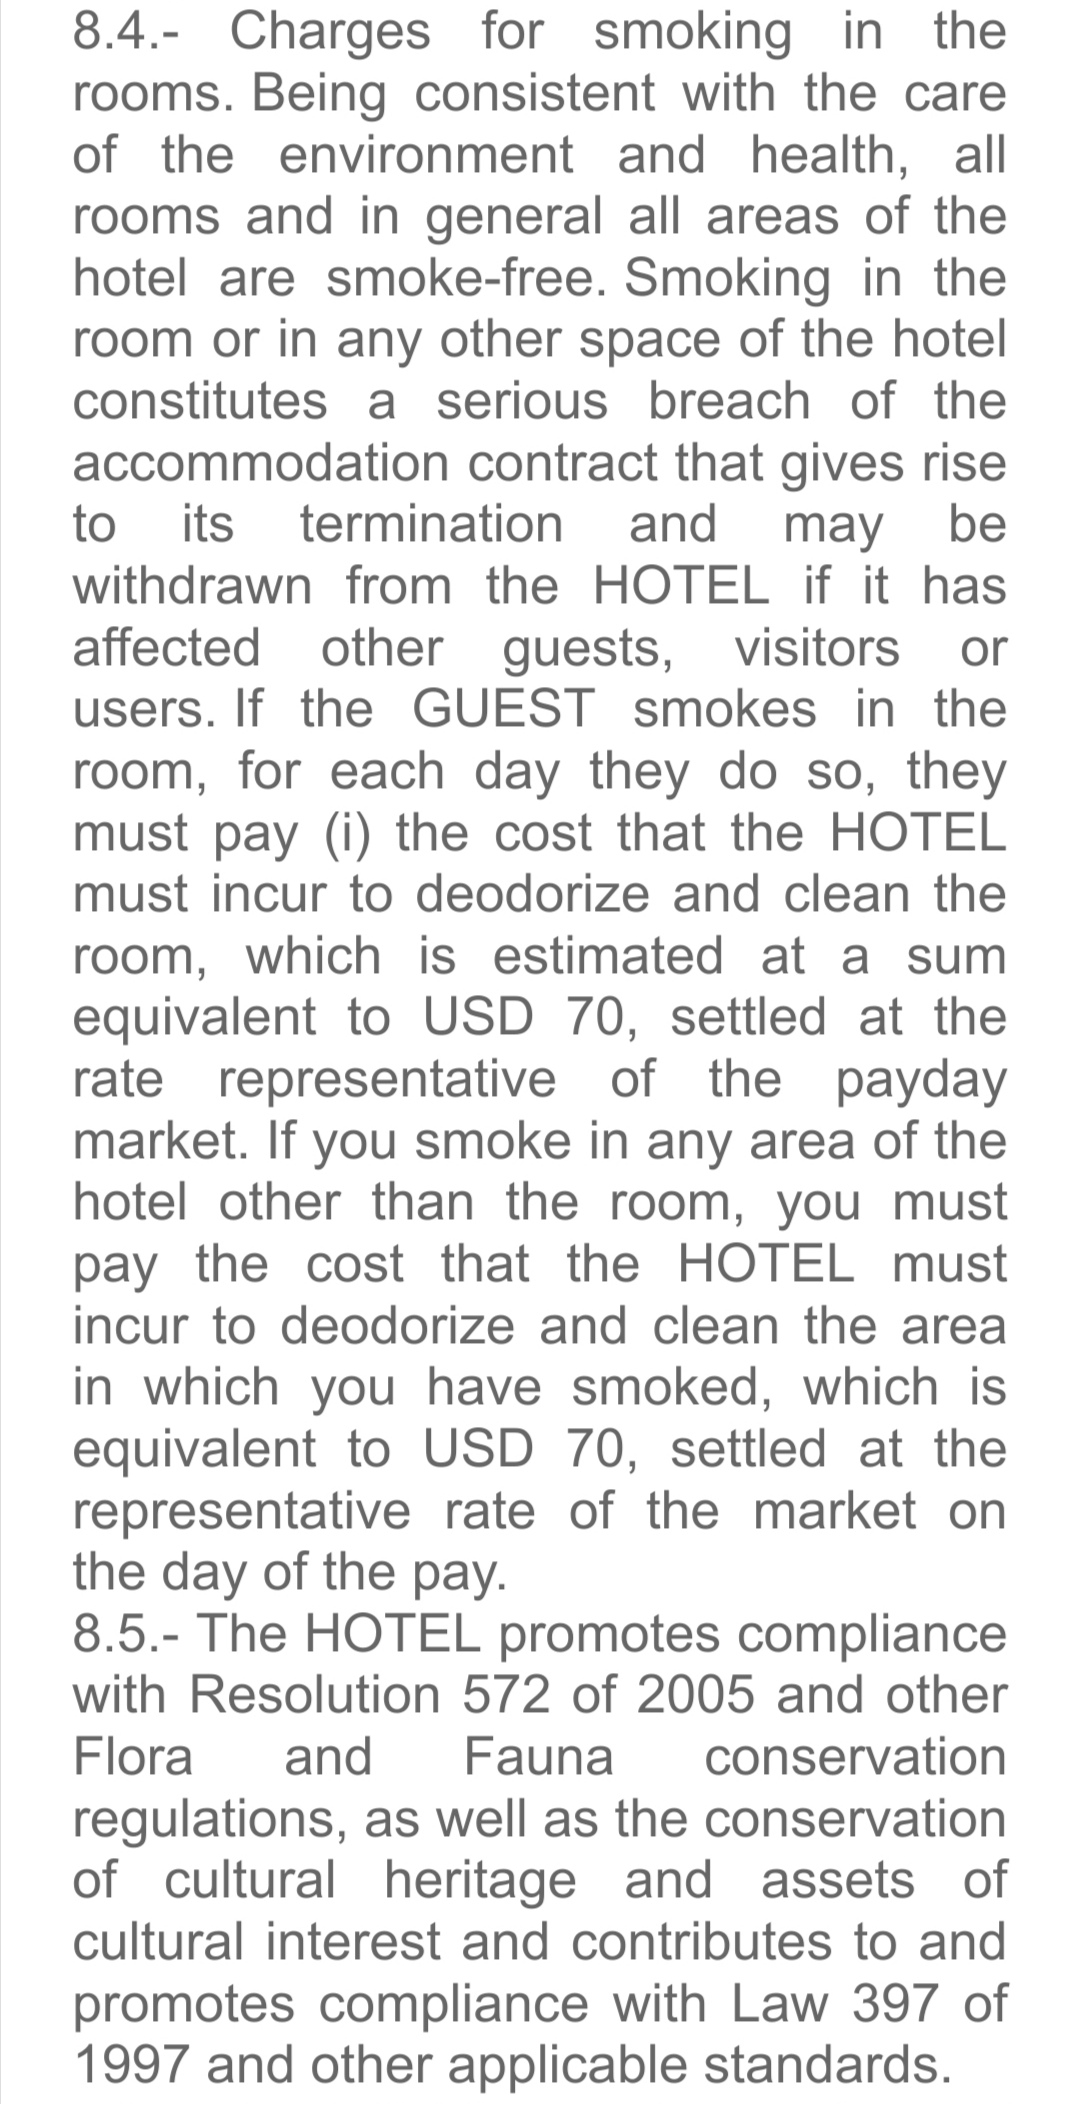 8.4.- Charges for smoking in the
rooms. Being consistent with the care
of the environment and health, all
rooms and in general all areas of the
hotel are smoke-free. Smoking in the
room or in any other space of the hotel
constitutes a serious breach of the
accommodation contract that gives rise
to its termination and may be
withdrawn from the HOTEL if it has
affected other guests, visitors or
users. If the GUEST smokes in the
room, for each day they do so, they
must pay (i) the cost that the HOTEL
must incur to deodorize and clean the
room, which is estimated at a sum
equivalent to USD 70, settled at the
rate representative of the payday
market. If you smoke in any area of the
hotel other than the room, you must
pay the cost that the HOTEL must
incur to deodorize and clean the area
in which you have smoked, which is
equivalent to USD 70, settled at the
representative rate of the market on
the day of the pay.
8.5.- The HOTEL promotes compliance
with Resolution 572 of 2005 and other
Flora and Fauna conservation
regulations, as well as the conservation
of cultural heritage and assets of
cultural interest and contributes to and
promotes compliance with Law 397 of
1997 and other applicable standards.